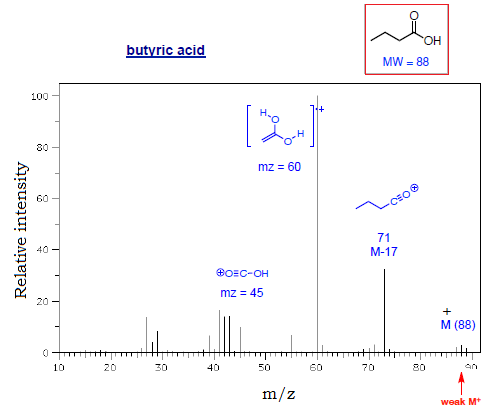 butyric acid
O
OH
MW = 88
Relative intensity
100
80
60
40
20
0
H
O
O
H
•+
mz = 60
C≡O
⊕
71
M-17
⊕O≡C-OH
mz = 45
+
M (88)
10 20 30 40 50 60 70 80 90
m/z
weak M+